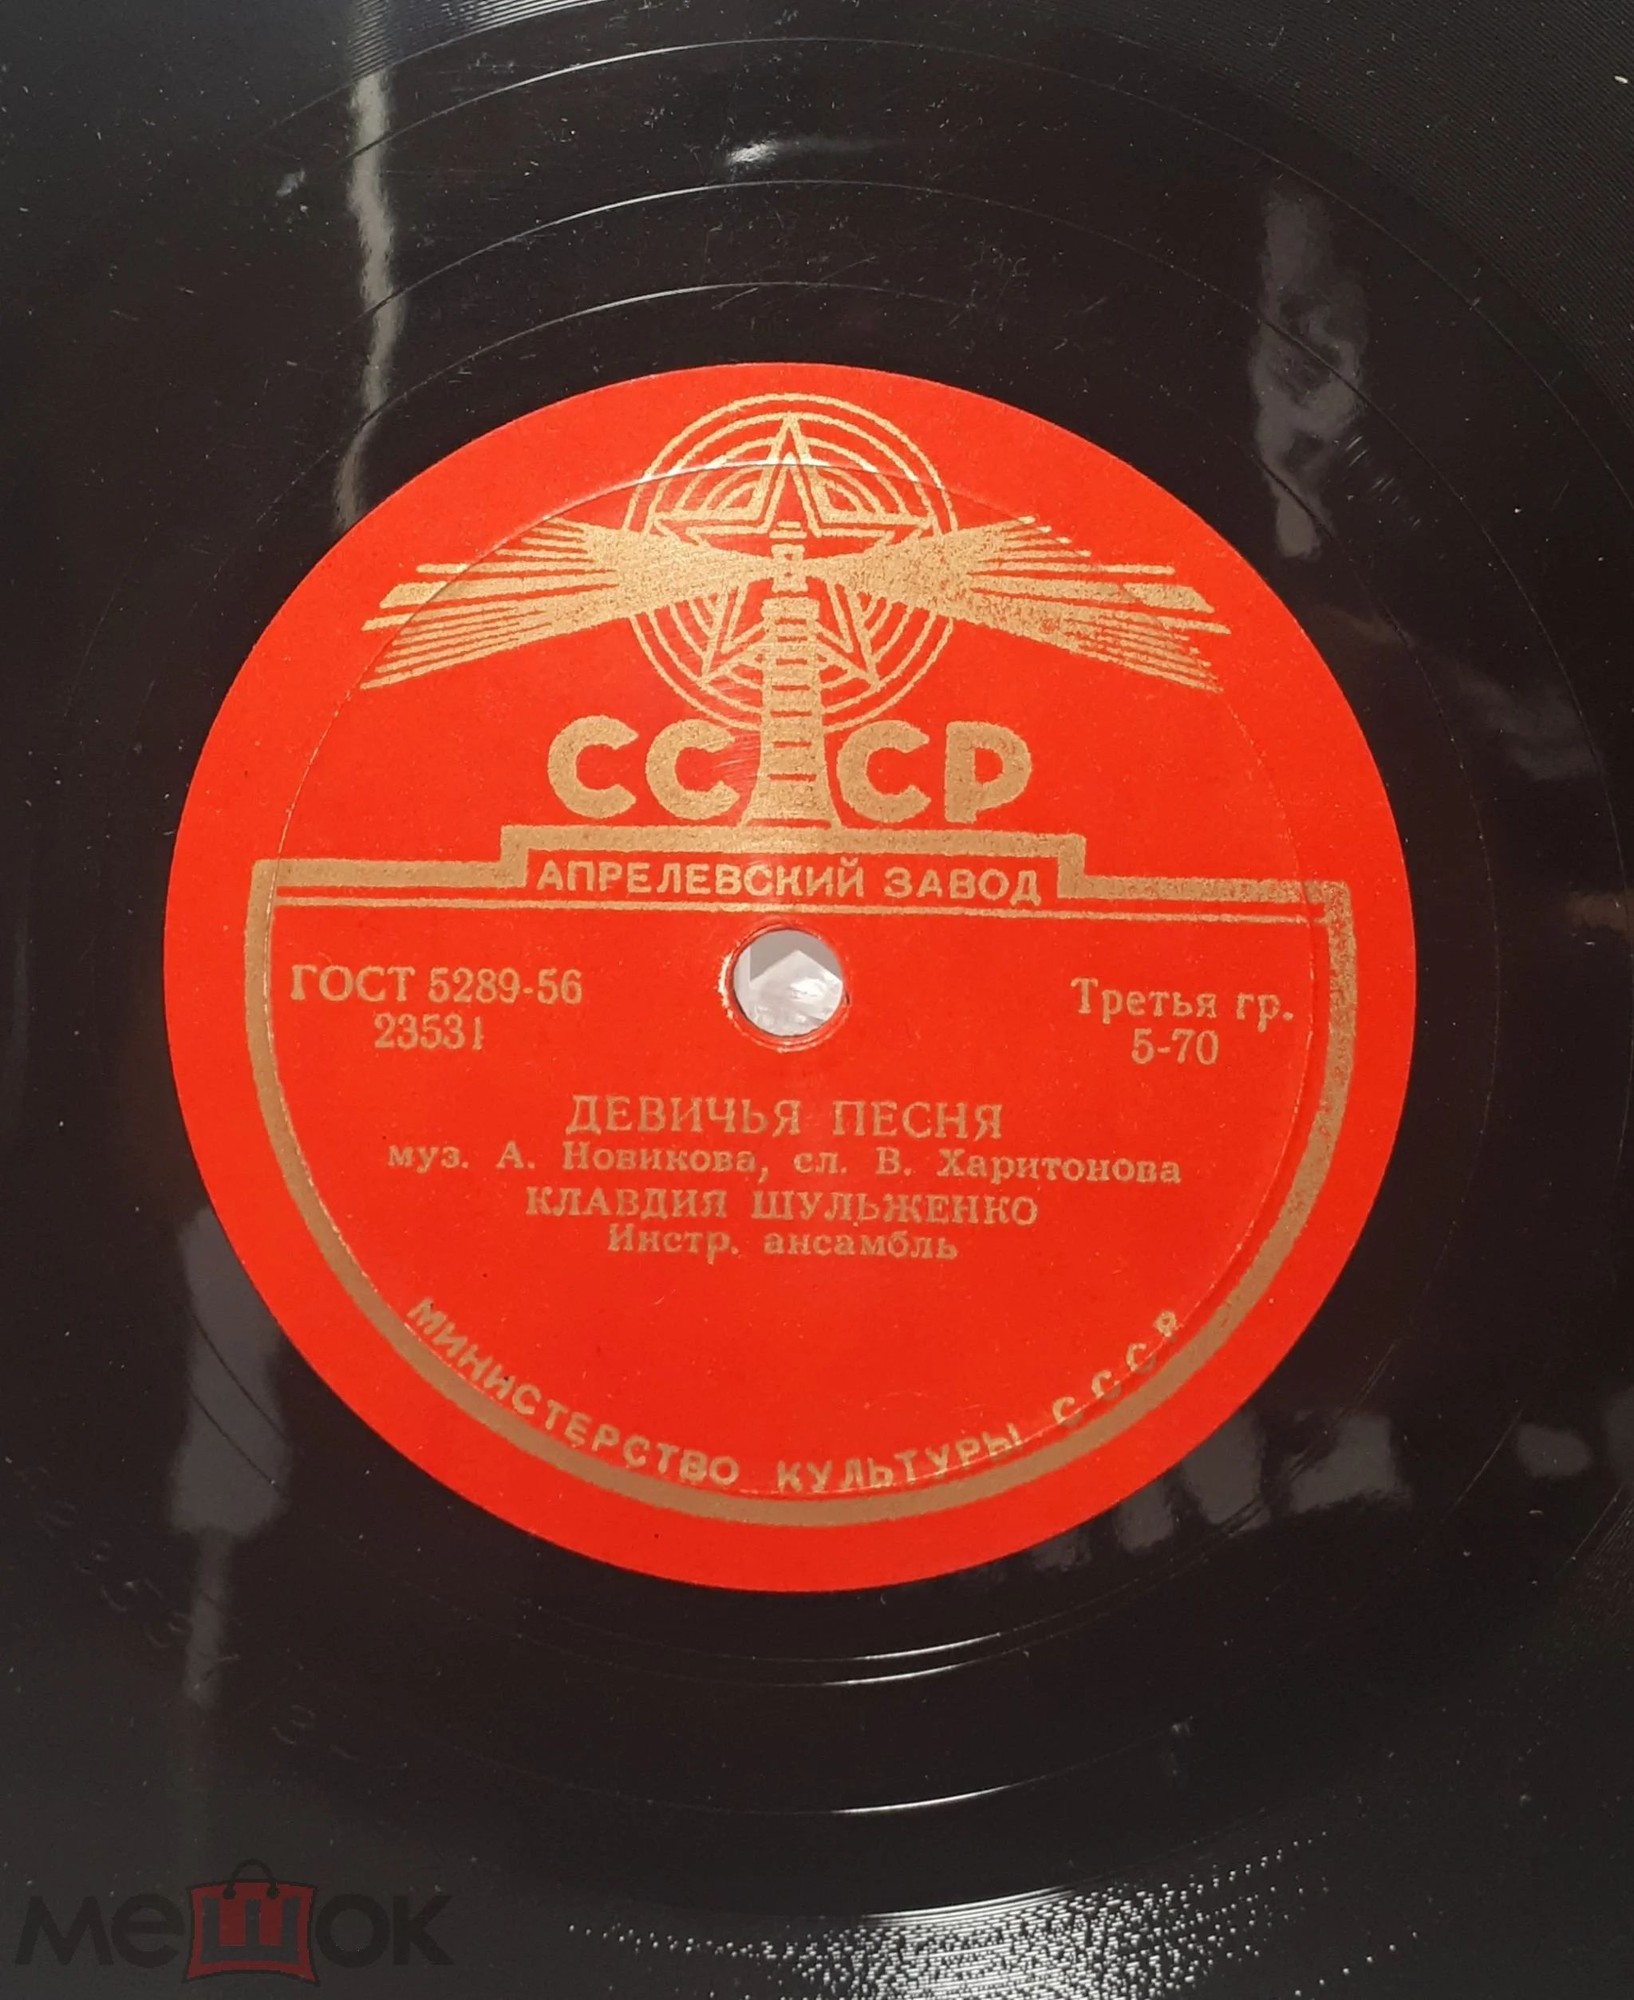 СССР
АПРЕЛЕВСКИЙ ЗАВОД
ГОСТ 5289-56
23531
Третья гр.
5-70
ДЕВИЧЬЯ ПЕСНЯ
муз. А. Новикова, сл. В. Харитонова
КЛАВДИЯ ШУЛЬЖЕНКО
Инстр. ансамбль
МИНИСТЕРСТВО КУЛЬТУРЫ СССР
мешок